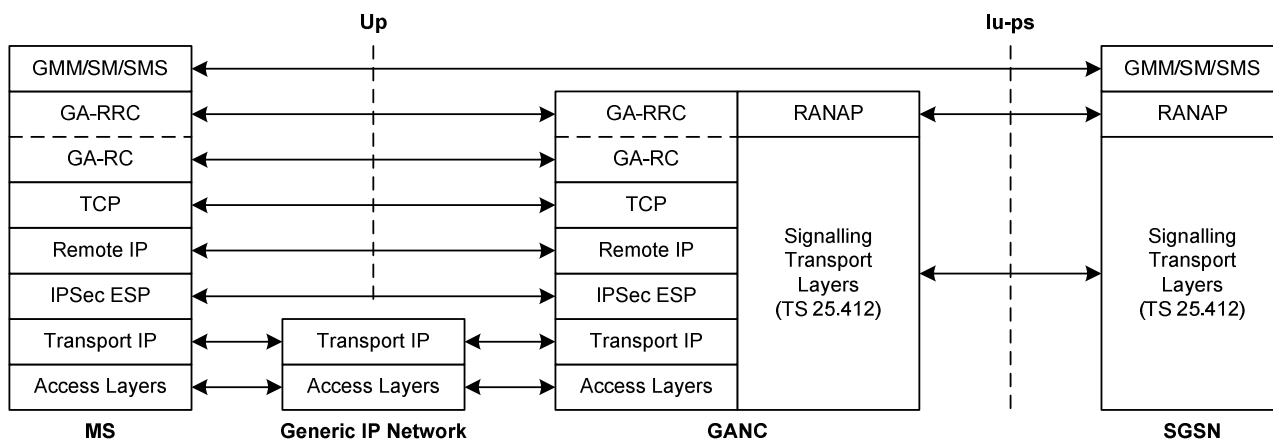 Up
Iu-ps
GMM/SM/SMS
GMM/SM/SMS
GA-RRC
GA-RRC
RANAP
RANAP
GA-RC
GA-RC
TCP
TCP
Remote IP
Remote IP
Signalling
Transport
Layers
(TS 25.412)
Signalling
Transport
Layers
(TS 25.412)
IPSec ESP
IPSec ESP
Transport IP
Transport IP
Transport IP
Access Layers
Access Layers
Access Layers
MS
Generic IP Network
GANC
SGSN